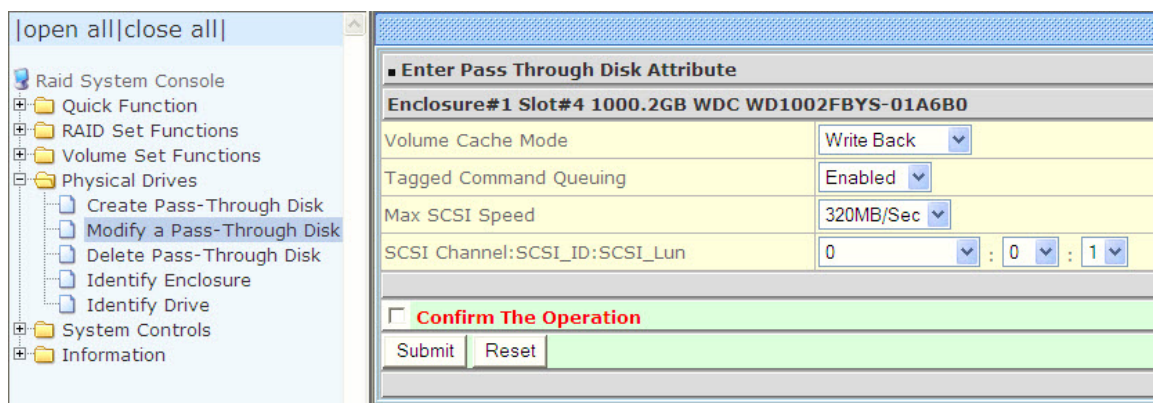 |open all|close all|
Raid System Console
Quick Function
RAID Set Functions
Volume Set Functions
Physical Drives
Create Pass-Through Disk
Modify a Pass-Through Disk
Delete Pass-Through Disk
Identify Enclosure
Identify Drive
System Controls
Information
Enter Pass Through Disk Attribute
Enclosure#1 Slot#4 1000.2GB WDC WD1002FBYS-01A6B0
Volume Cache Mode Write Back
Tagged Command Queuing Enabled
Max SCSI Speed 320MB/Sec
SCSI Channel:SCSI_ID:SCSI_Lun 0 : 0 : 1
Confirm The Operation
Submit Reset